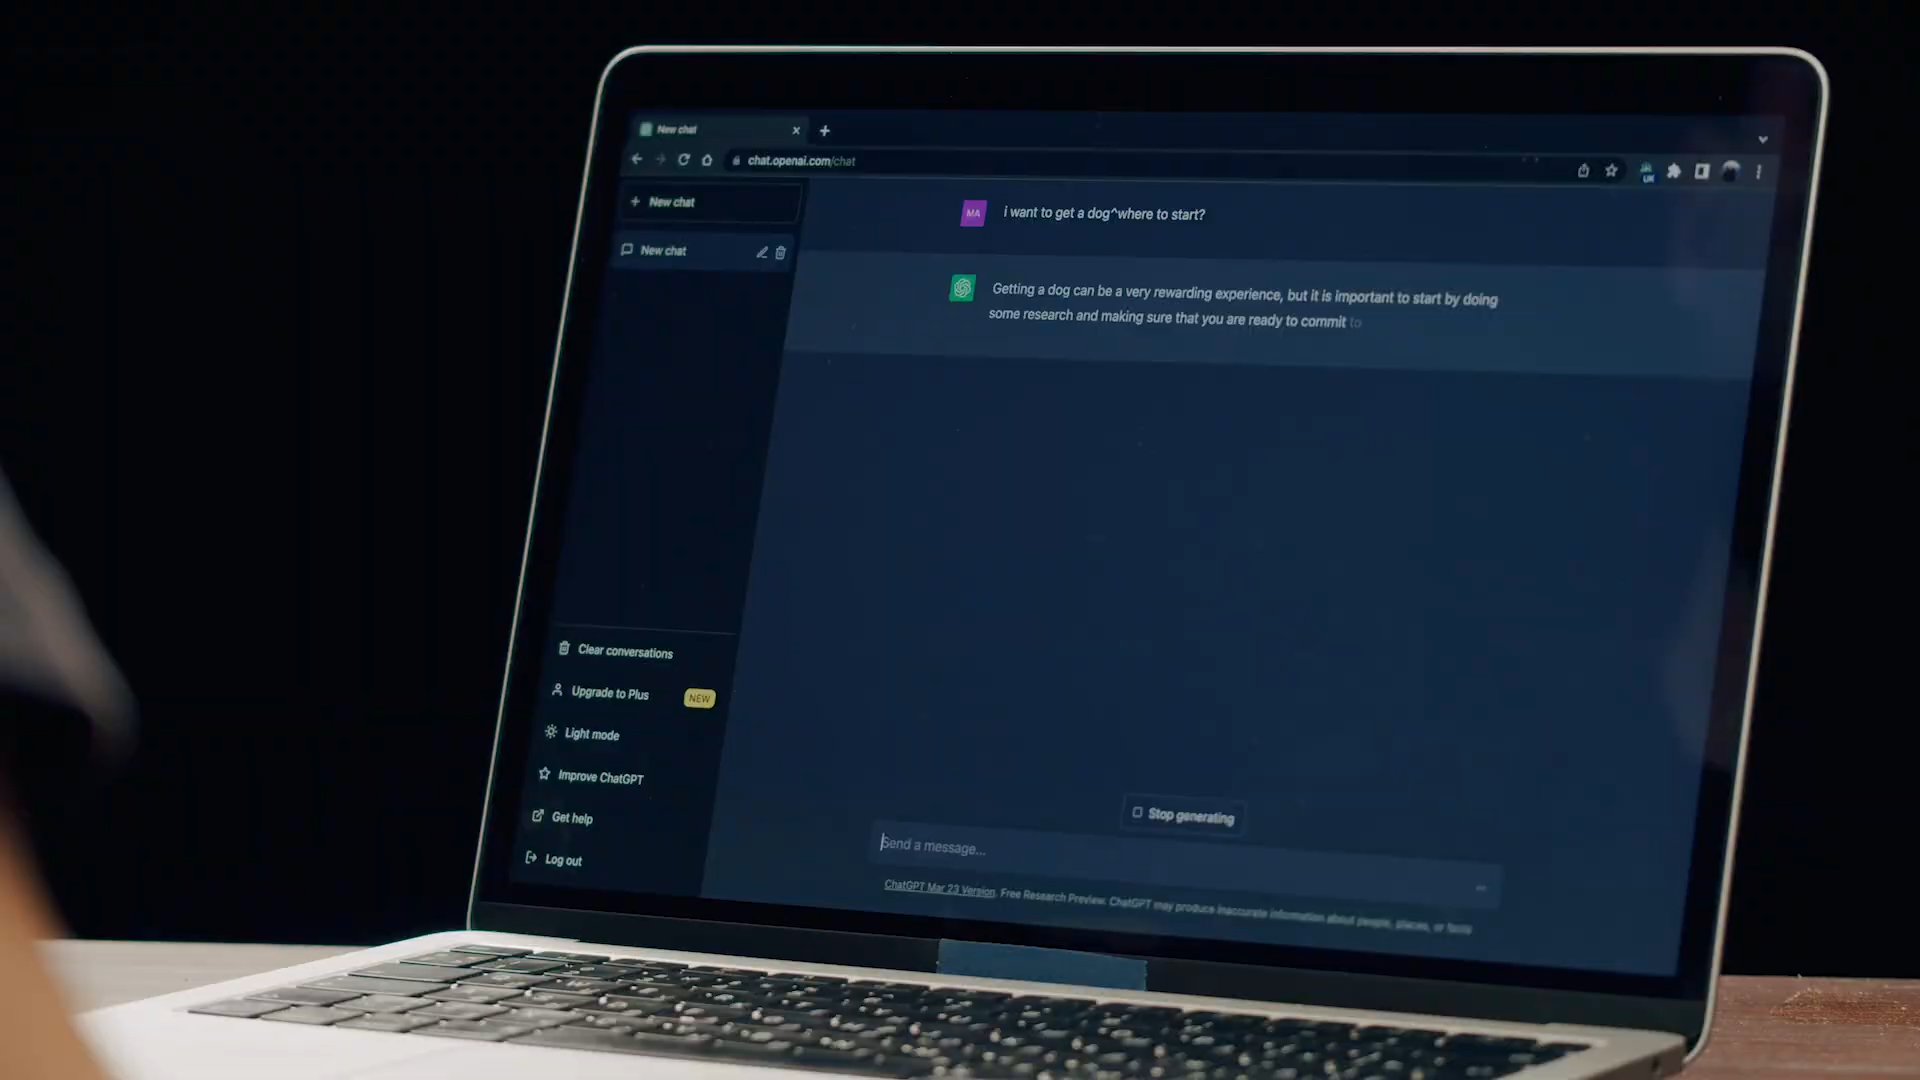 New chat
chat.openai.com/chat
UK
New chat
New chat
MA
i want to get a dog^where to start?
Getting a dog can be a very rewarding experience, but it is important to start by doing
some research and making sure that you are ready to commit to
Clear conversations
Upgrade to Plus NEW
Light mode
Improve ChatGPT
Get help
Log out
Stop generating
Send a message...
ChatGPT Mar 23 Version. Free Research Preview. ChatGPT may produce inaccurate information about people, places, or facts